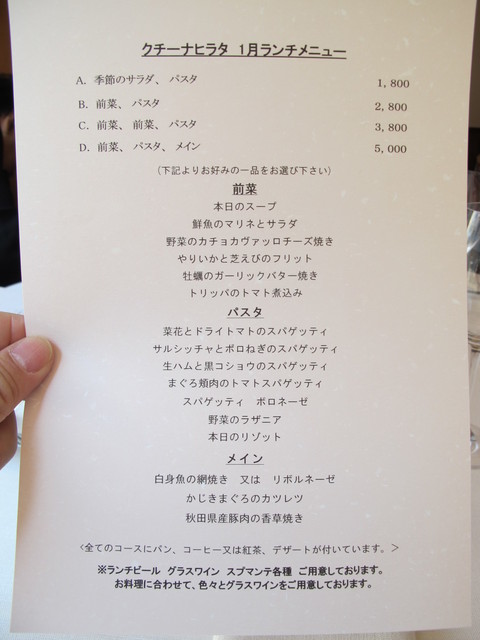 クチーナヒラタ 1月ランチメニュー
A. 季節のサラダ、パスタ 1,800
B. 前菜、パスタ 2,800
C. 前菜、前菜、パスタ 3,800
D. 前菜、パスタ、メイン 5,000
(下記よりお好みの一品をお選び下さい)
前菜
本日のスープ
鮮魚のマリネとサラダ
野菜のカチョカヴァッロチーズ焼き
やりいかと芝えびのフリット
牡蠣のガーリックバター焼き
トリッパのトマト煮込み
パスタ
菜花とドライトマトのスパゲッティ
サルシッチャとポロねぎのスパゲッティ
生ハムと黒コショウのスパゲッティ
まぐろ頬肉のトマトスパゲッティ
スパゲッティ ボロネーゼ
野菜のラザニア
本日のリゾット
メイン
白身魚の網焼き 又は リボルネーゼ
かじきまぐろのカツレツ
秋田県産豚肉の香草焼き
<全てのコースにパン、コーヒー又は紅茶、デザートが付いています。>
※ランチビール グラスワイン スプマンテ各種 ご用意しております。
お料理に合わせて、色々とグラスワインをご用意しております。